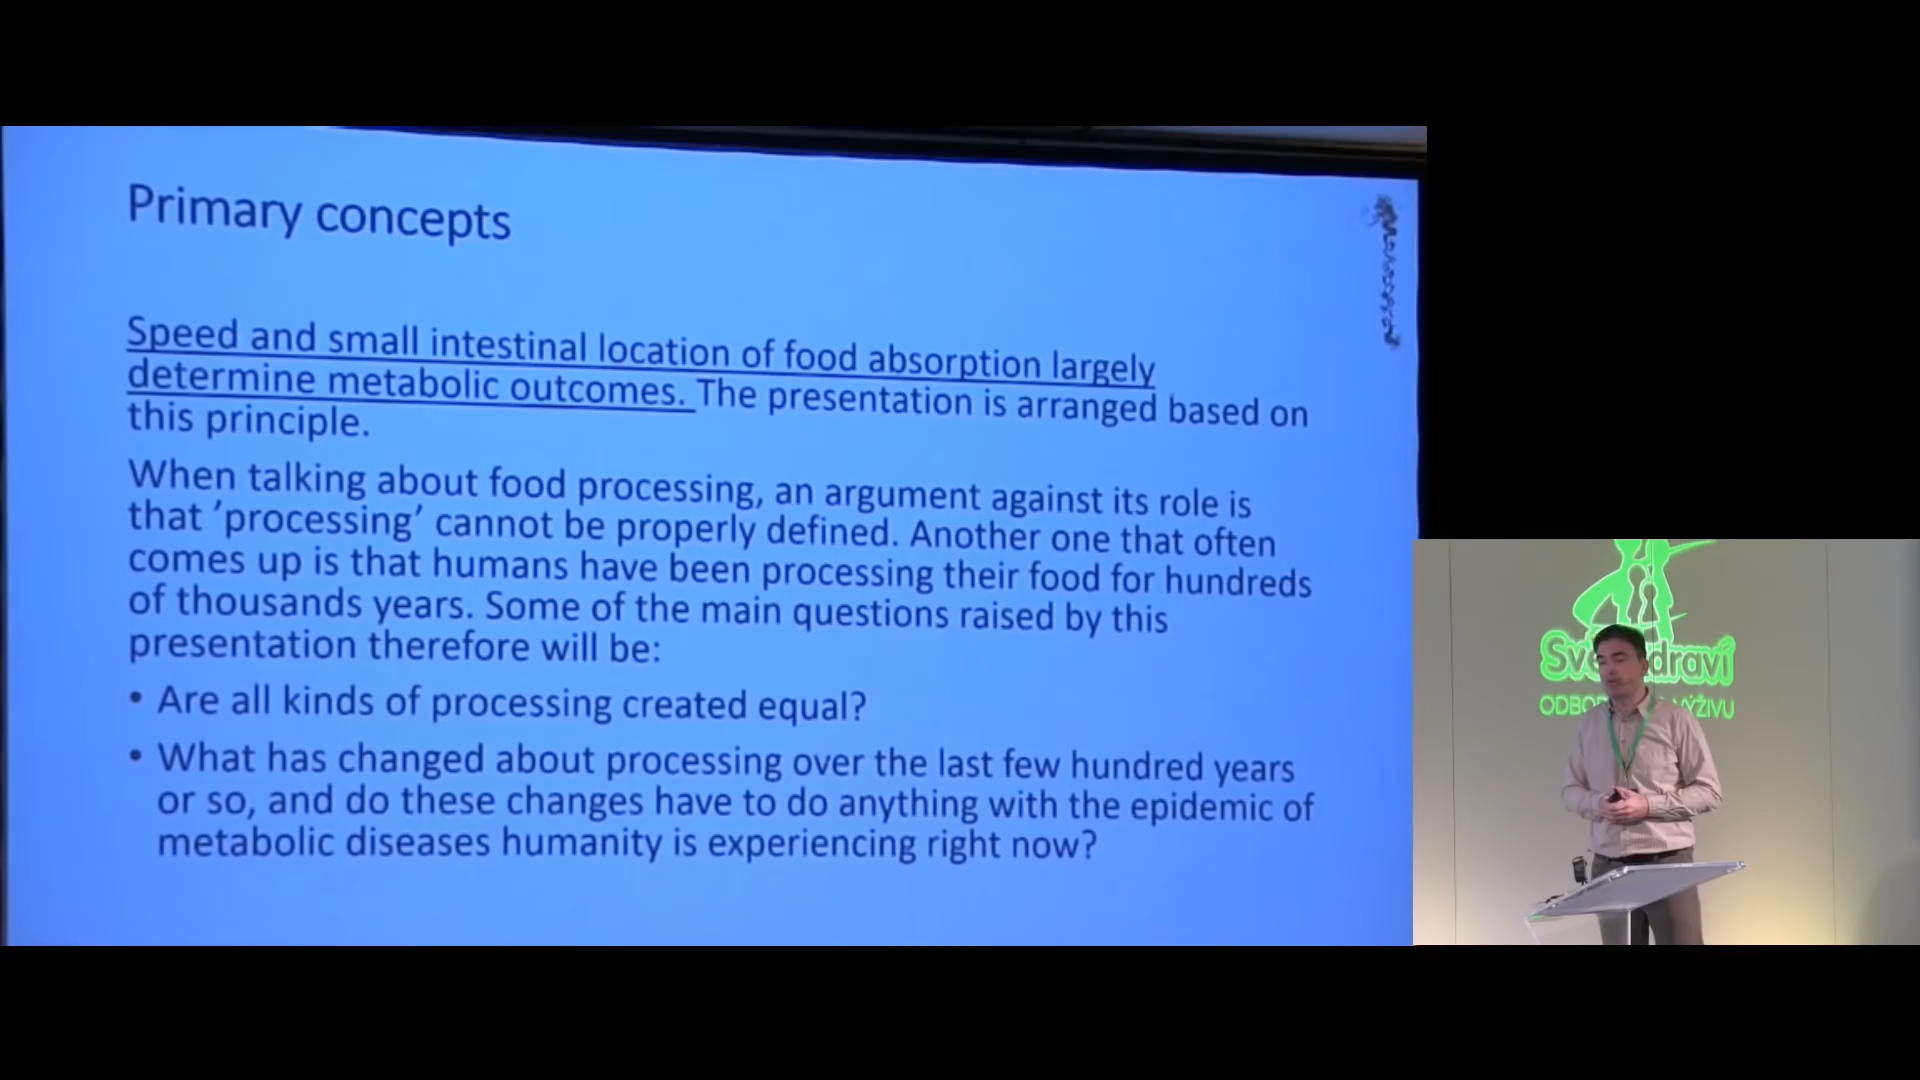 Primary concepts
Speed and small intestinal location of food absorption largely
determine metabolic outcomes. The presentation is arranged based on
this principle.
When talking about food processing, an argument against its role is
that ’processing’ cannot be properly defined. Another one that often
comes up is that humans have been processing their food for hundreds
of thousands years. Some of the main questions raised by this
presentation therefore will be:
• Are all kinds of processing created equal?
• What has changed about processing over the last few hundred years
or so, and do these changes have to do anything with the epidemic of
metabolic diseases humanity is experiencing right now?